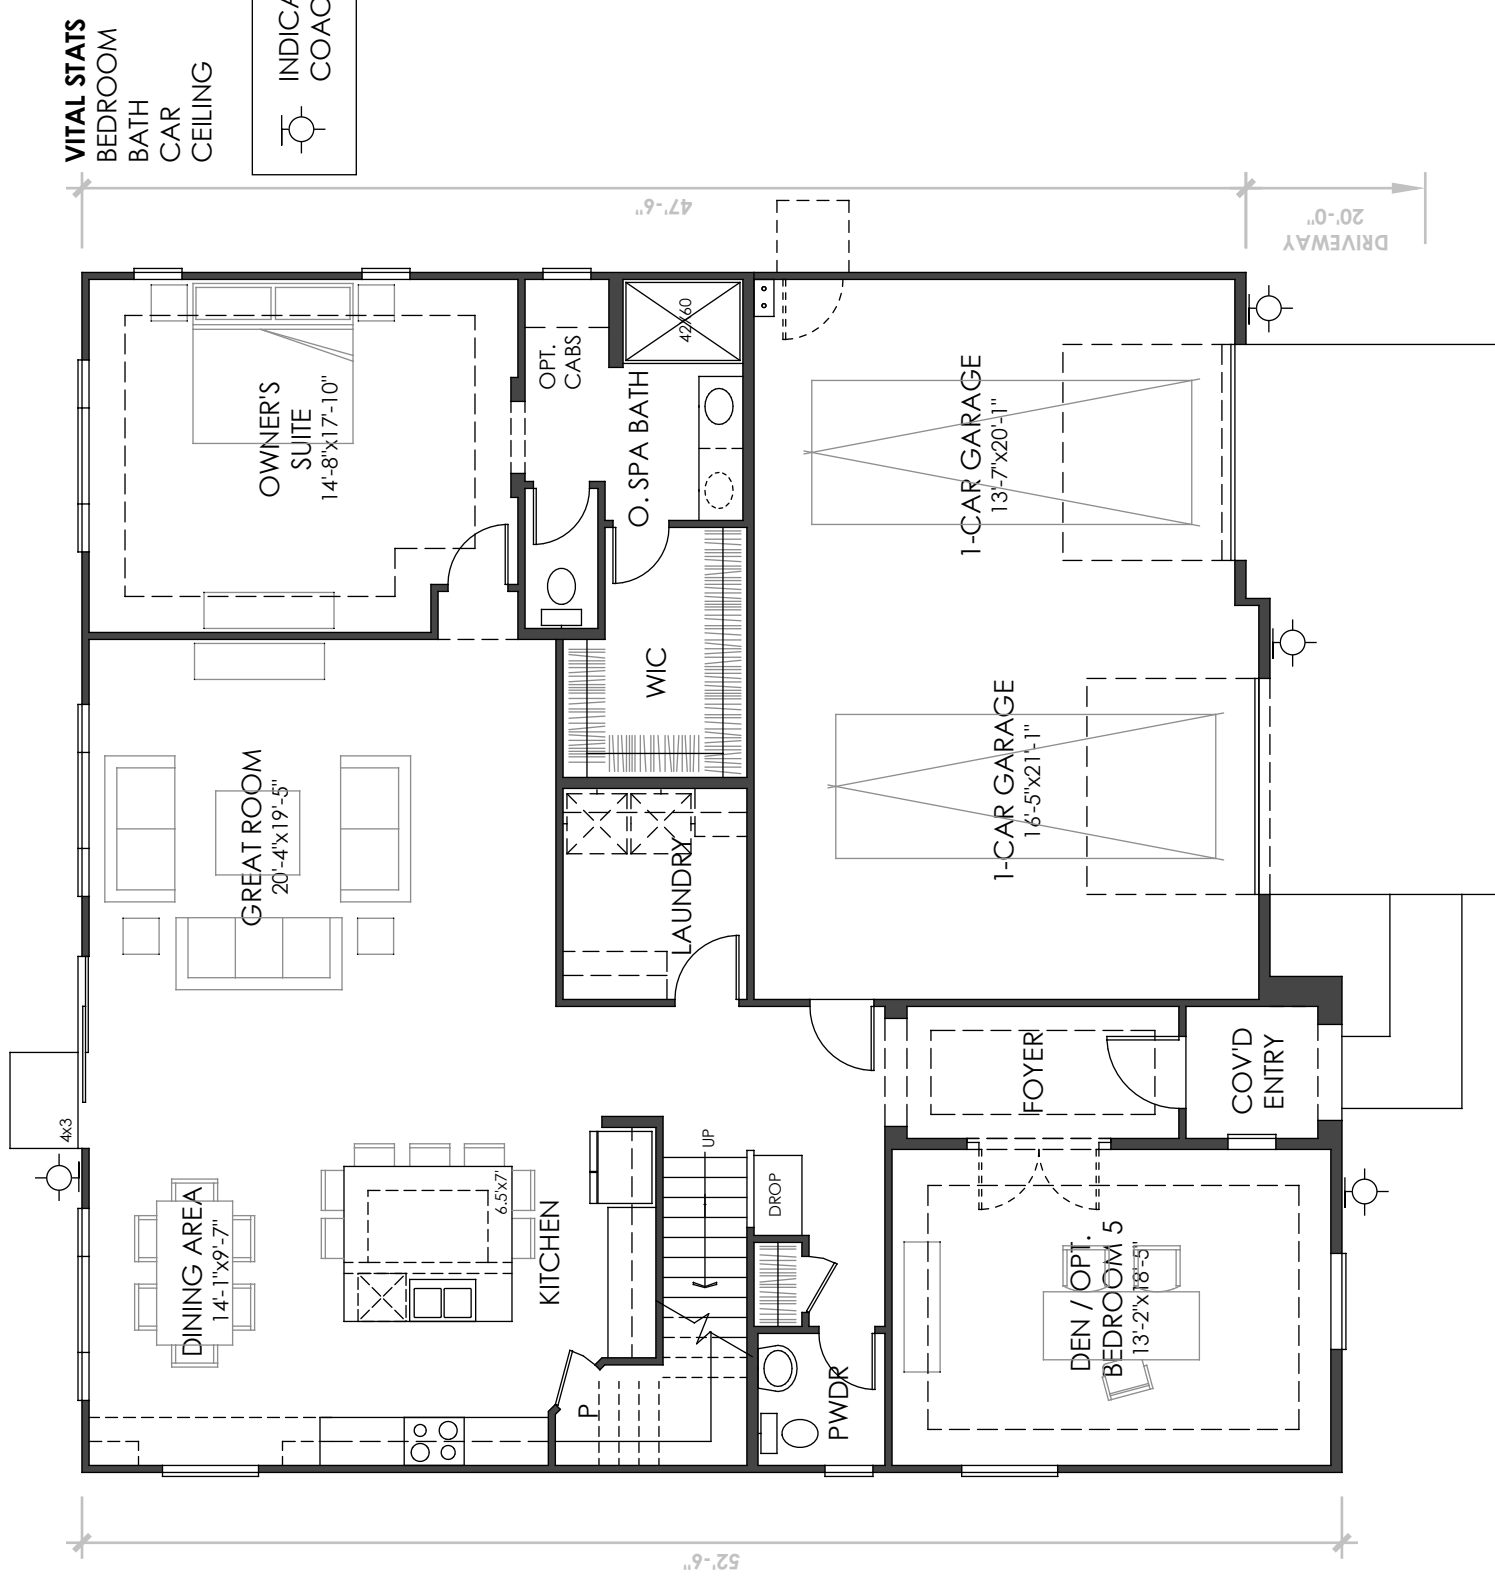 VITAL STATS
BEDROOM
BATH
CAR
CEILING
INDICA
COAC
47'-6"
20'-0"
DRIVEWAY
OWNER'S
SUITE
14'-8"x17'-10"
OPT.
CABS
42/60
O. SPA BATH
1-CAR GARAGE
13'-7"x20'-1"
WIC
GREAT ROOM
20'-4"x19'-5"
1-CAR GARAGE
16'-5"x21'-1"
LAUNDRY
4x3
FOYER
COV'D
ENTRY
UP
DROP
DINING AREA
14'-1"x9'-7"
6.5'x7'
KITCHEN
DEN / OPT.
BEDROOM 5
13'-2"x18'-5"
P
PWDR
52'-6"